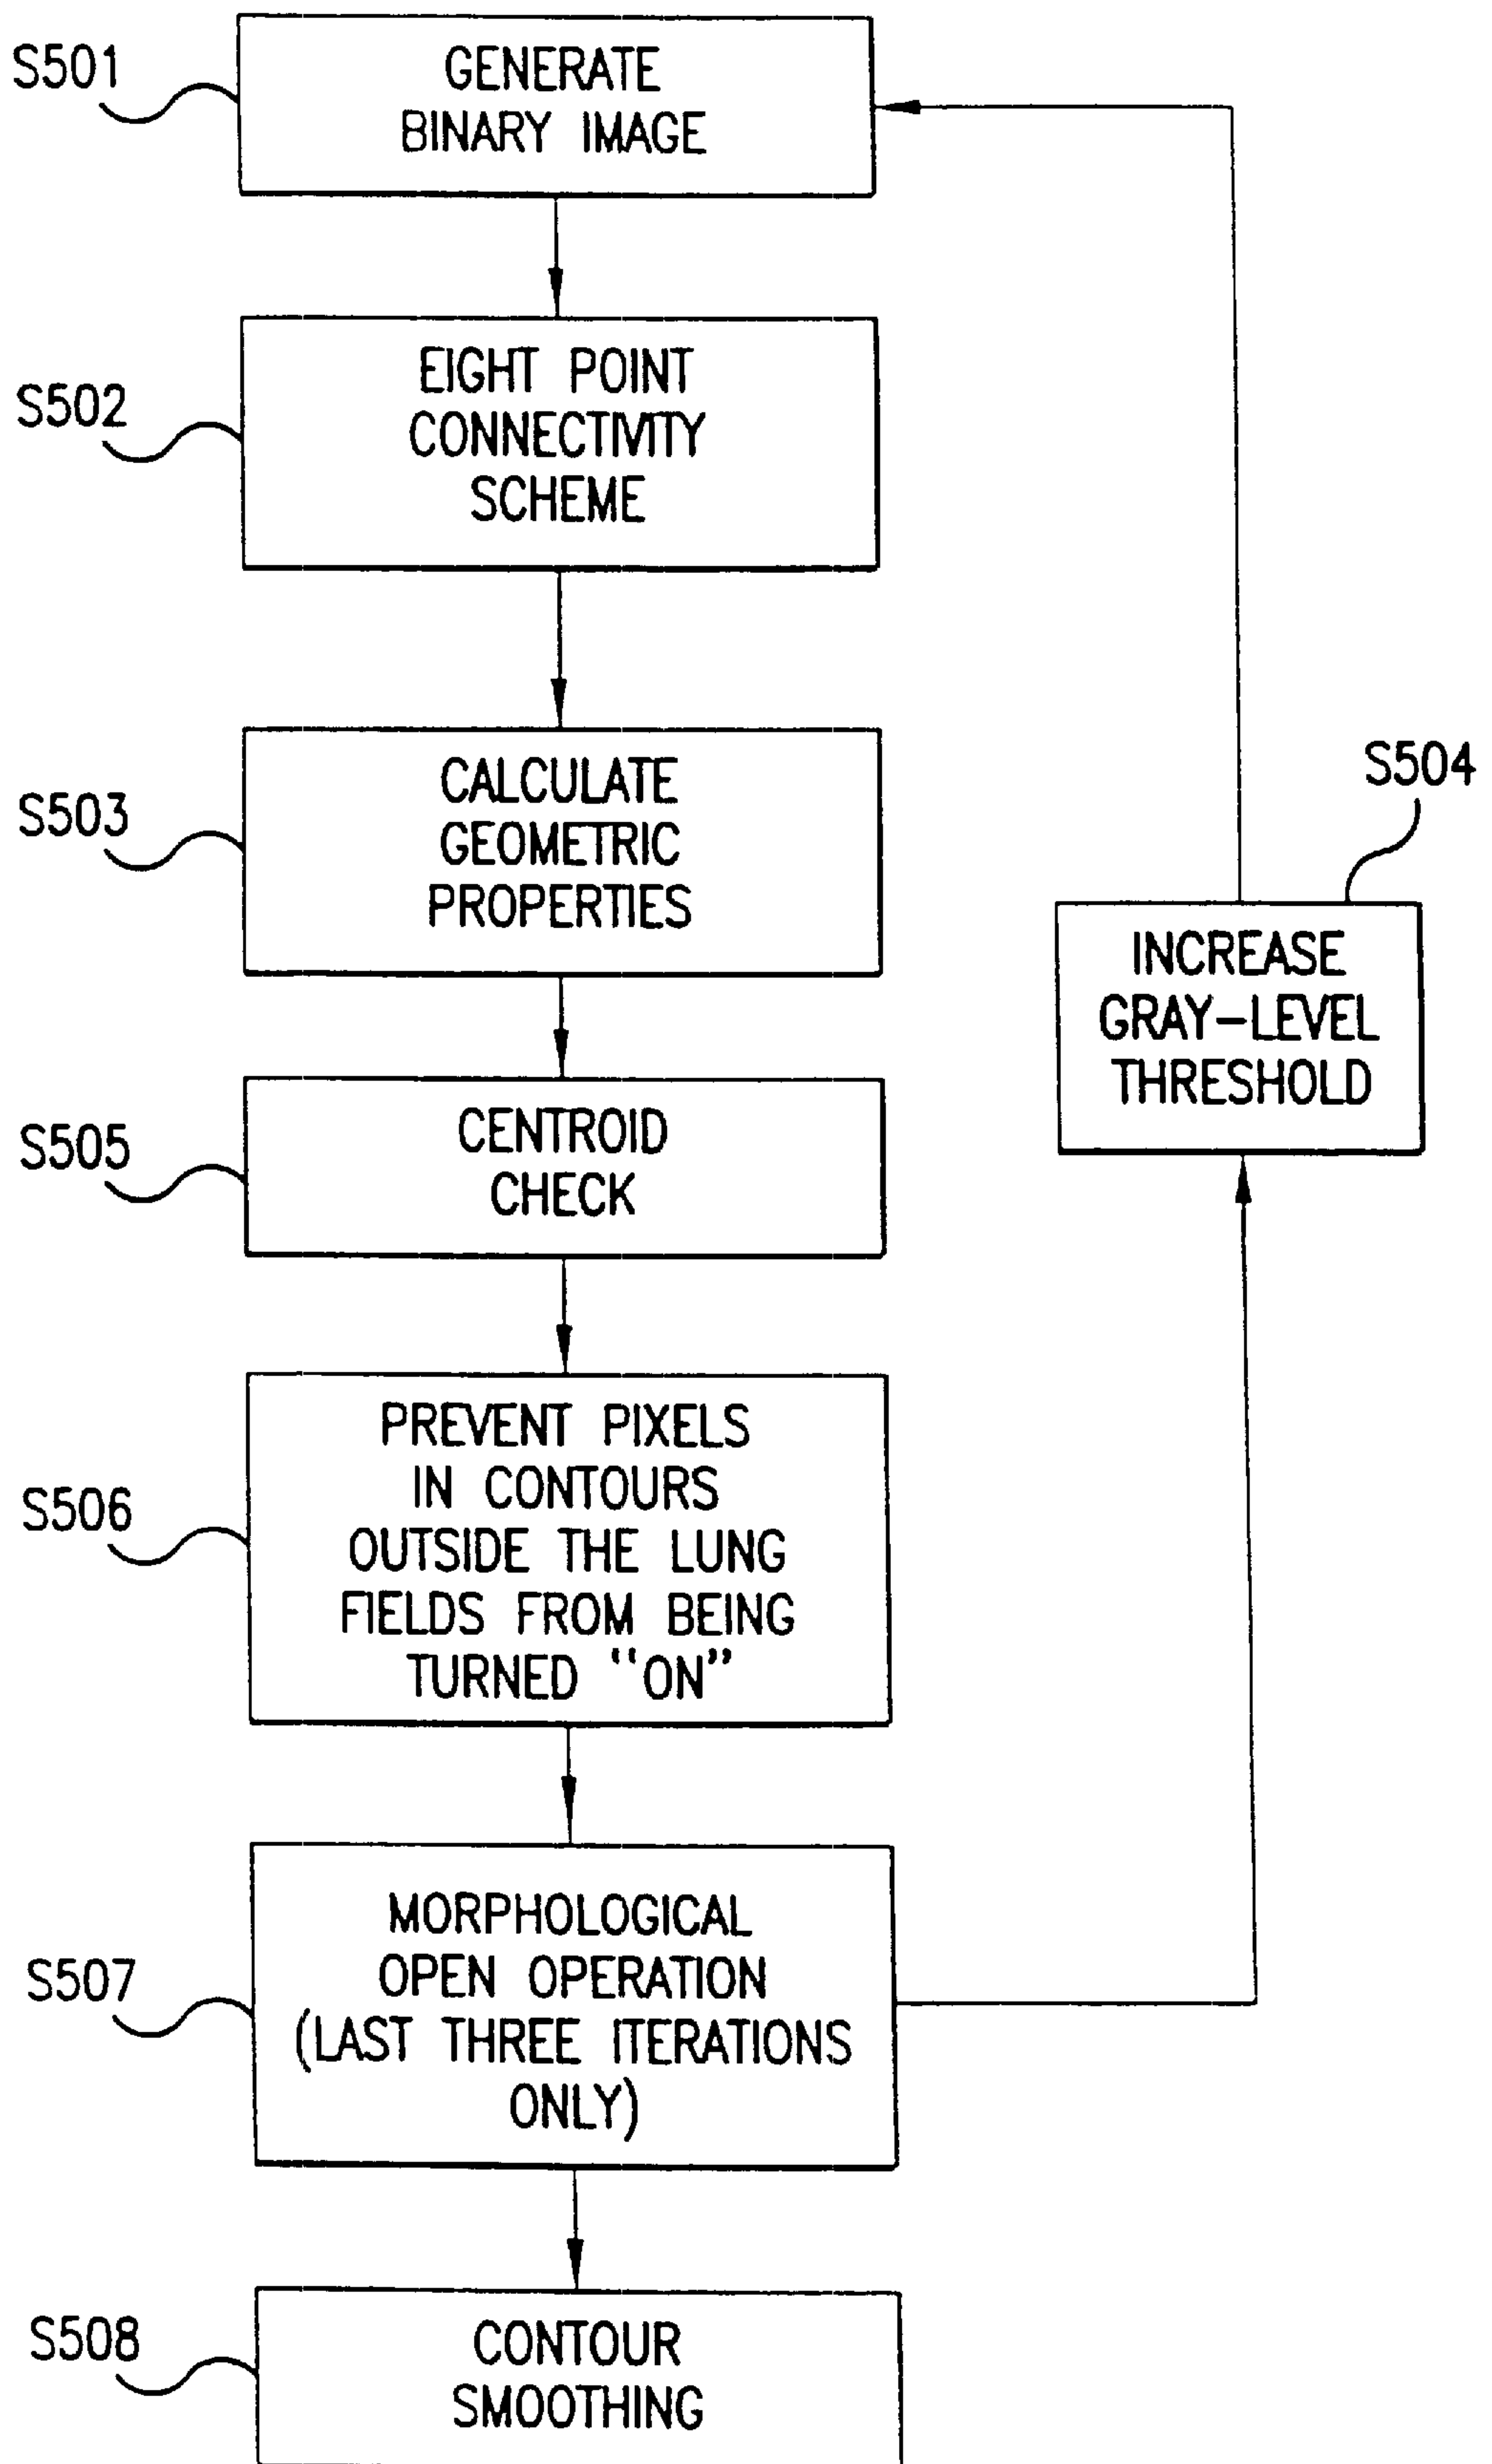 S501
GENERATE
BINARY IMAGE
S502
EIGHT POINT
CONNECTIVITY
SCHEME
S503
CALCULATE
GEOMETRIC
PROPERTIES
S504
INCREASE
GRAY-LEVEL
THRESHOLD
S505
CENTROID
CHECK
S506
PREVENT PIXELS
IN CONTOURS
OUTSIDE THE LUNG
FIELDS FROM BEING
TURNED "ON"
S507
MORPHOLOGICAL
OPEN OPERATION
(LAST THREE ITERATIONS
ONLY)
S508
CONTOUR
SMOOTHING